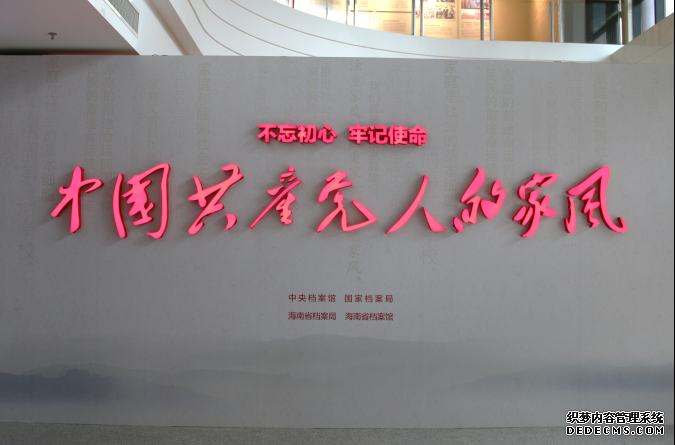 不忘初心 牢记使命
中国共产党人的家风
中央档案馆 国家档案局
海南省档案局 海南省档案馆
织梦内容管理系统
DEDECMS.COM